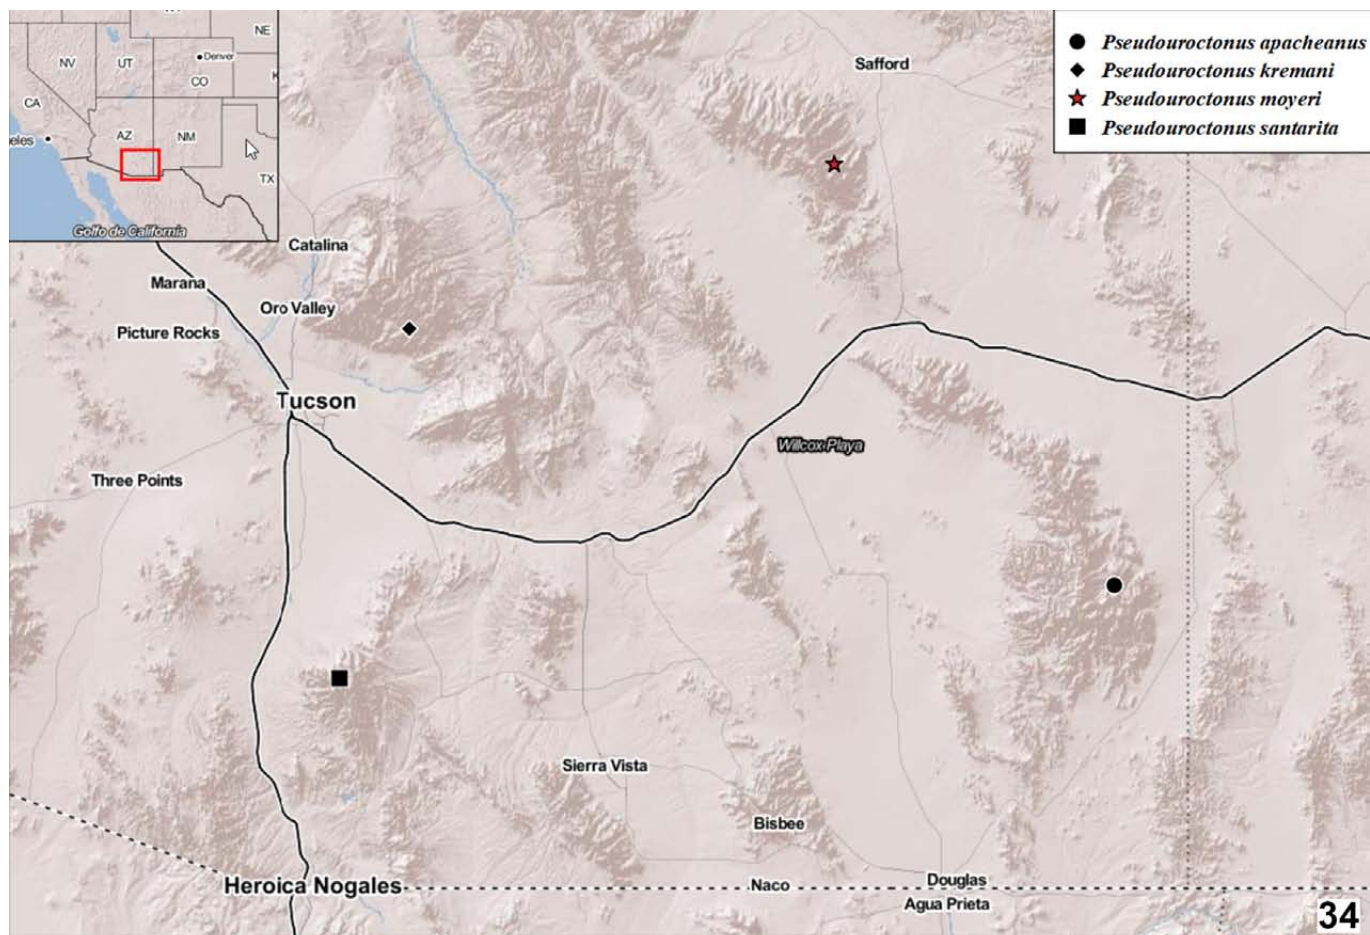 NE
NV
UT
Denver
CO
CA
AZ
NM
eles
TX
Golfo de California
Pseudouroctonus apacheanus
Pseudouroctonus kremani
Pseudouroctonus moyeri
Pseudouroctonus santarita
Safford
Catalina
Marana
Oro Valley
Picture Rocks
Tucson
Willcox Playa
Three Points
Sierra Vista
Bisbee
Heroica Nogales
Naco
Douglas
Agua Prieta
34